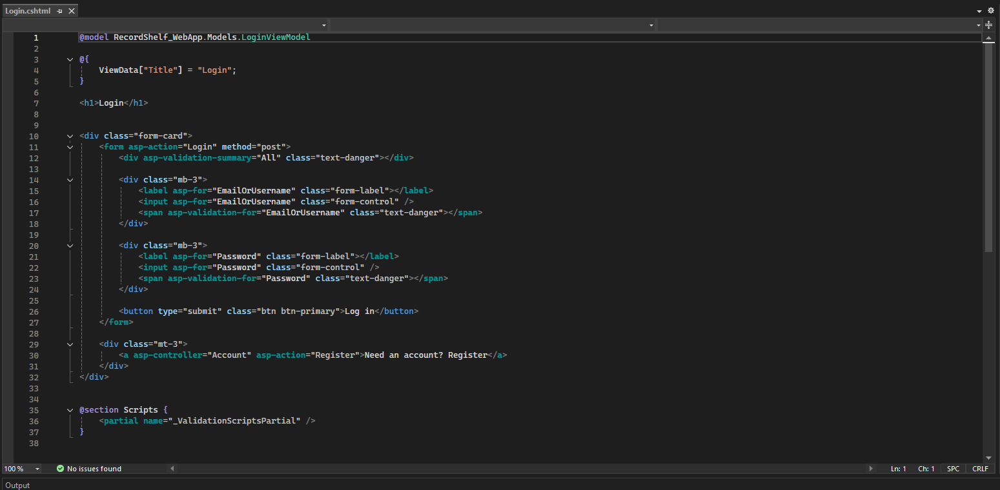 Login.cshtml
1 @model RecordShelf_WebApp.Models.LoginViewModel
2
3 @{
4 ViewData["Title"] = "Login";
5 }
6
7 <h1>Login</h1>
8
9
10 <div class="form-card">
11 <form asp-action="Login" method="post">
12 <div asp-validation-summary="All" class="text-danger"></div>
13
14 <div class="mb-3">
15 <label asp-for="EmailOrUsername" class="form-label"></label>
16 <input asp-for="EmailOrUsername" class="form-control" />
17 <span asp-validation-for="EmailOrUsername" class="text-danger"></span>
18 </div>
19
20 <div class="mb-3">
21 <label asp-for="Password" class="form-label"></label>
22 <input asp-for="Password" class="form-control" />
23 <span asp-validation-for="Password" class="text-danger"></span>
24 </div>
25
26 <button type="submit" class="btn btn-primary">Log in</button>
27 </form>
28
29 <div class="mt-3">
30 <a asp-controller="Account" asp-action="Register">Need an account? Register</a>
31 </div>
32 </div>
33
34
35 @section Scripts {
36 <partial name="_ValidationScriptsPartial" />
37 }
38
100 % No issues found Ln: 1 Ch: 1 SPC CRLF
Output